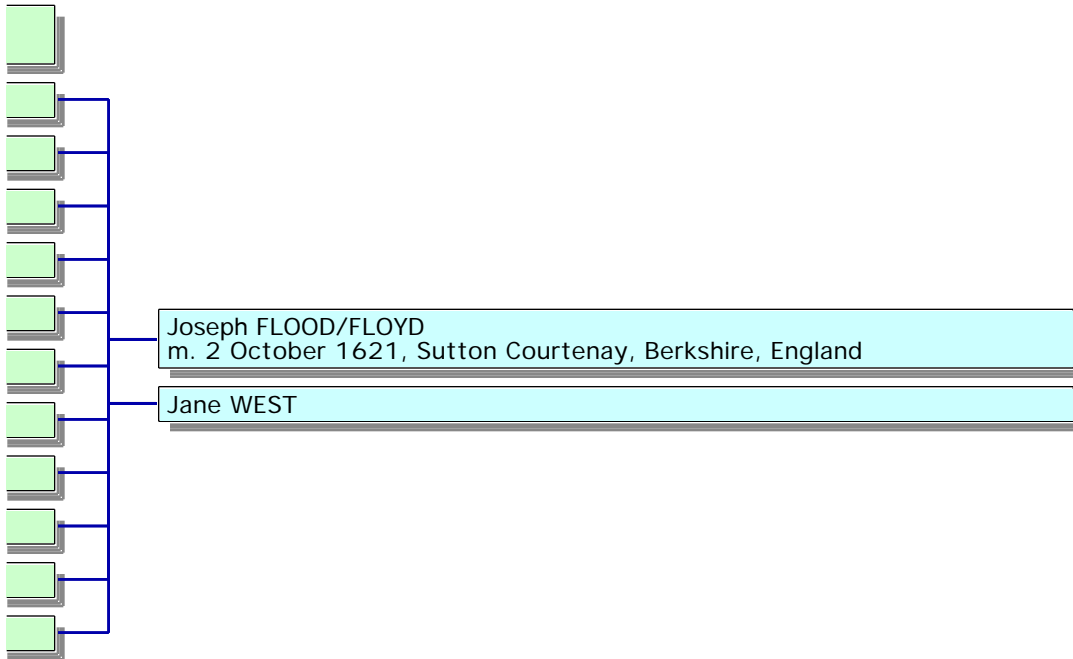 Joseph FLOOD/FLOYD
m. 2 October 1621, Sutton Courtenay, Berkshire, England
Jane WEST